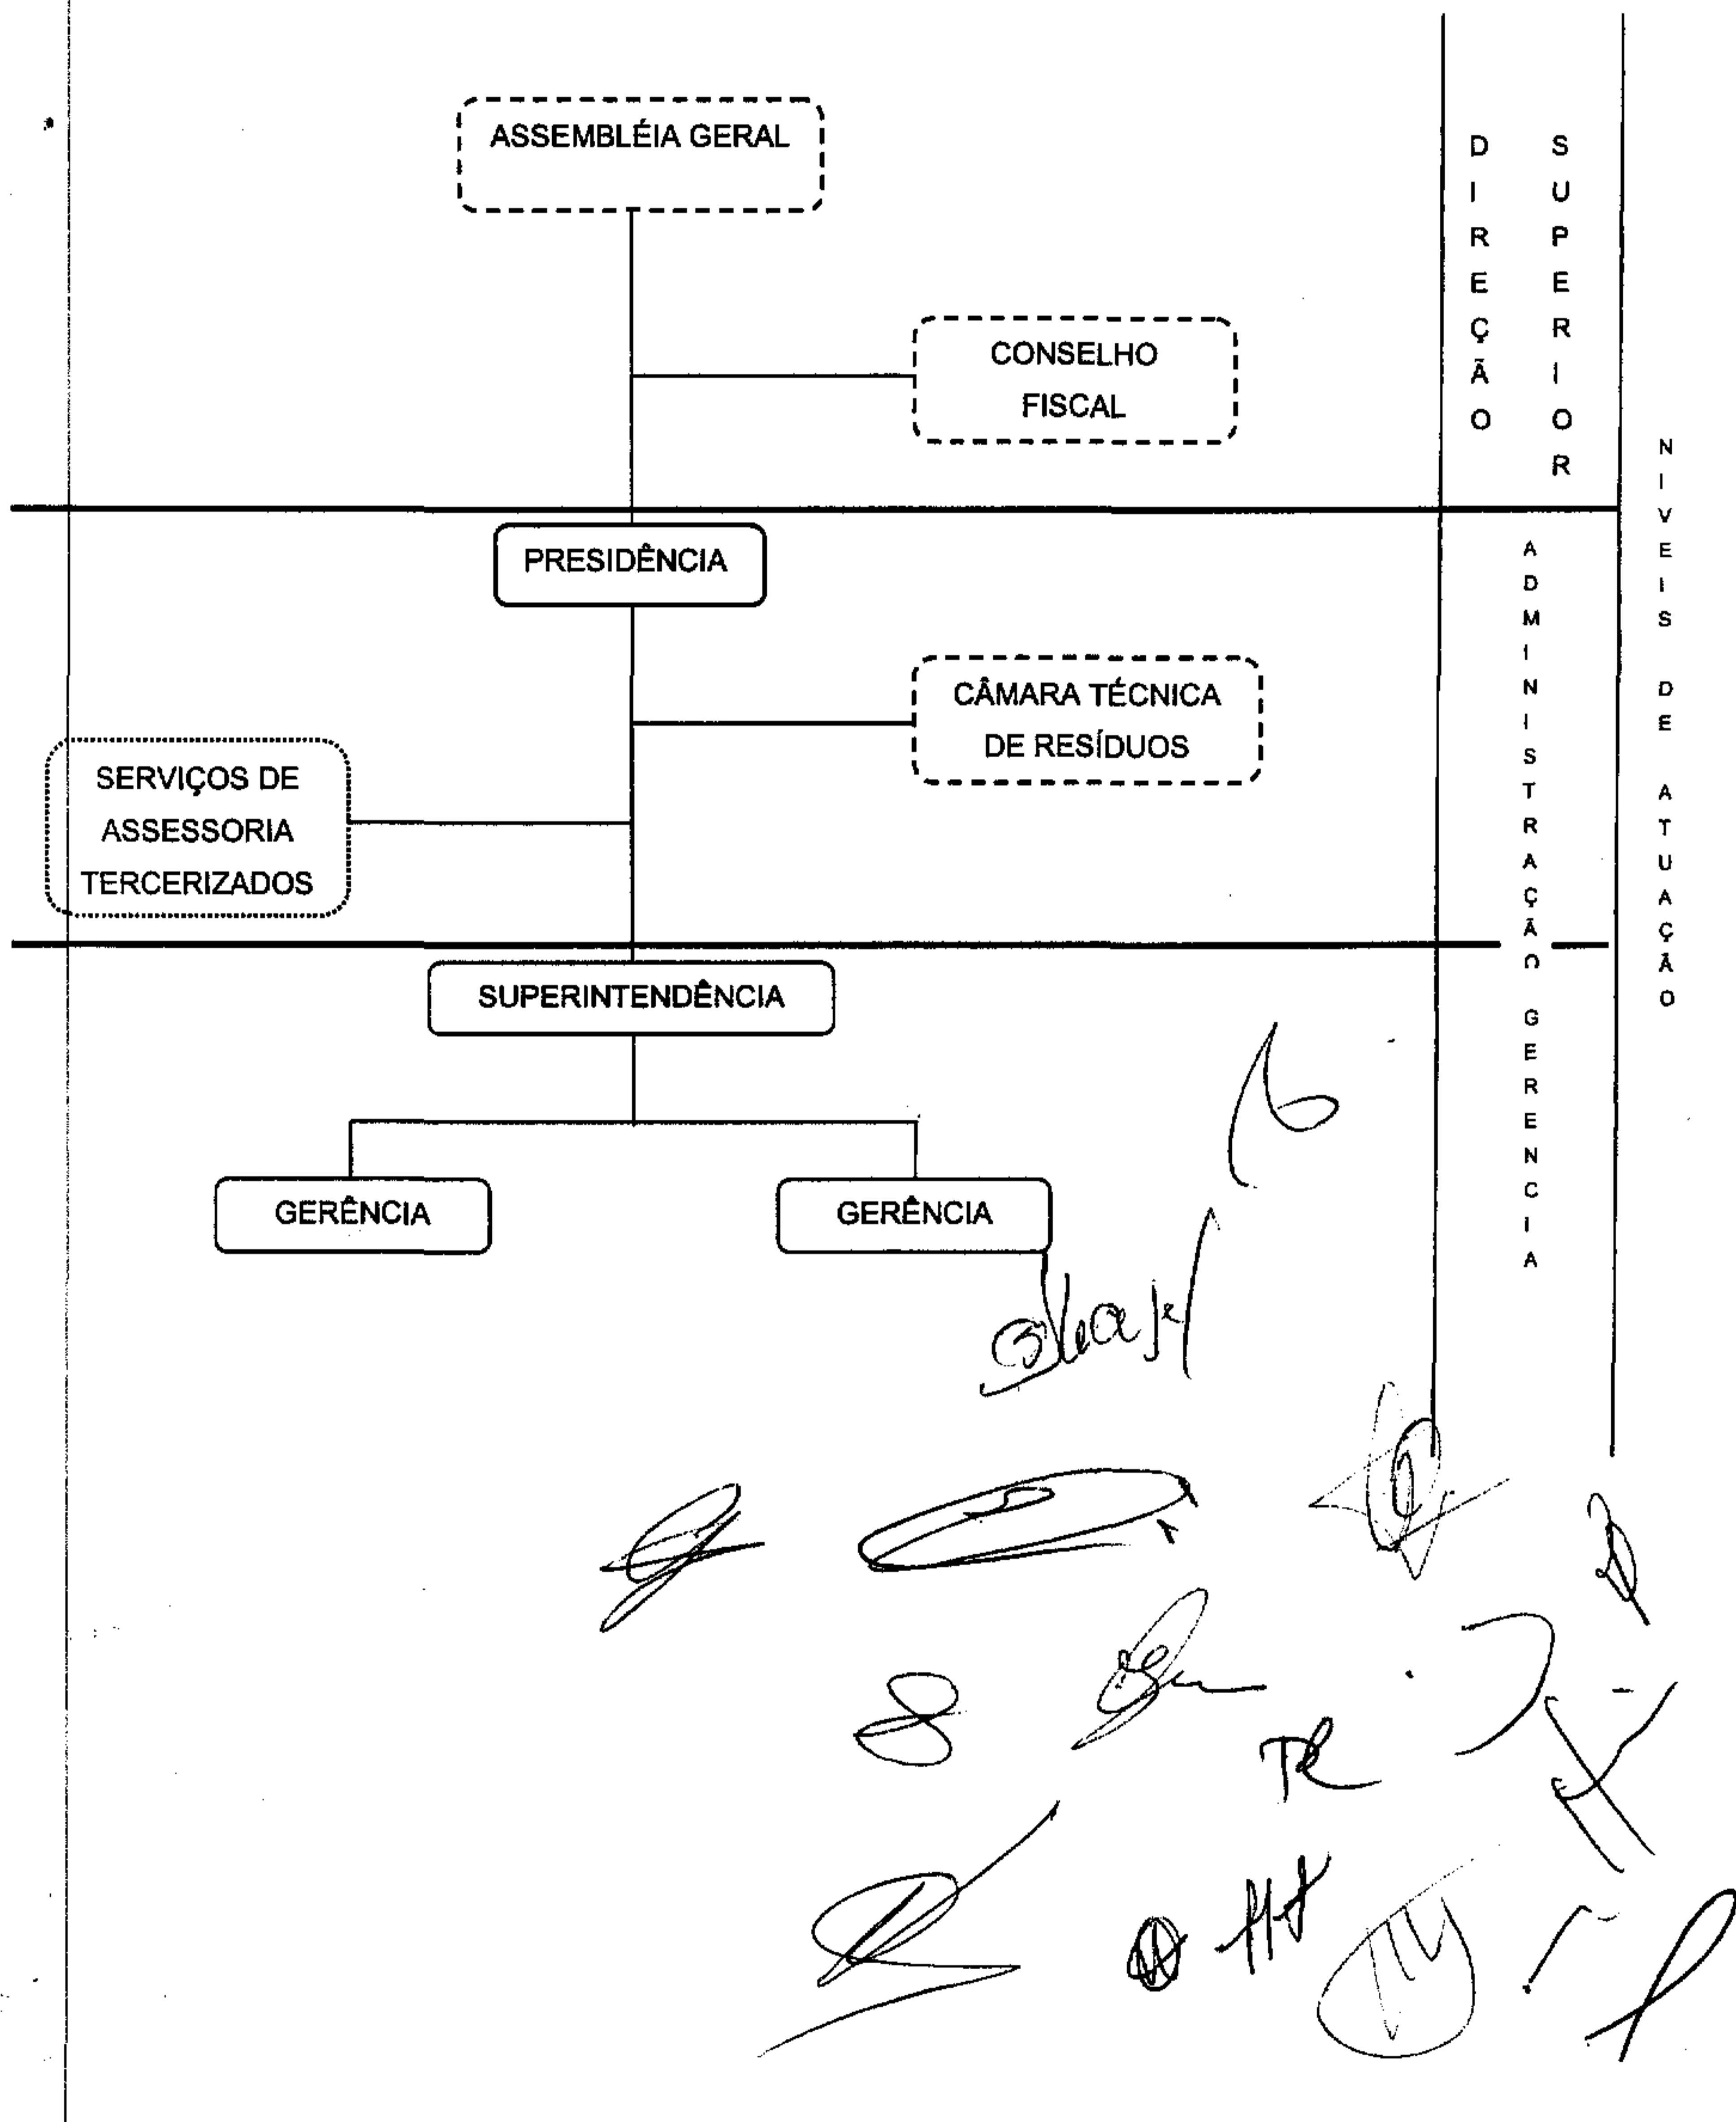 ASSEMBLÉIA GERAL
CONSELHO
FISCAL
PRESIDÊNCIA
CÂMARA TÉCNICA
DE RESÍDUOS
SERVIÇOS DE
ASSESSORIA
TERCERIZADOS
SUPERINTENDÊNCIA
GERÊNCIA
GERÊNCIA
DIREÇÃO
SUPERIOR
ADMINISTRAÇÃO GERENCIA
NIVEIS DE ATUAÇÃO